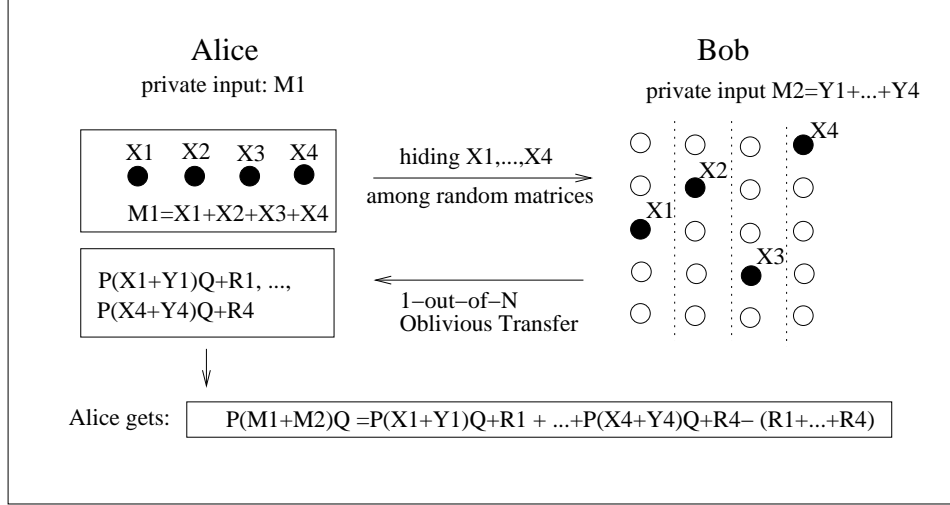 Alice
private input: M1
X1 X2 X3 X4
M1=X1+X2+X3+X4
hiding X1,...,X4
among random matrices
Bob
private input M2=Y1+...+Y4
X4
X2
X1
X3
P(X1+Y1)Q+R1, ...,
P(X4+Y4)Q+R4
1−out−of−N
Oblivious Transfer
Alice gets:
P(M1+M2)Q =P(X1+Y1)Q+R1 + ...+P(X4+Y4)Q+R4− (R1+...+R4)